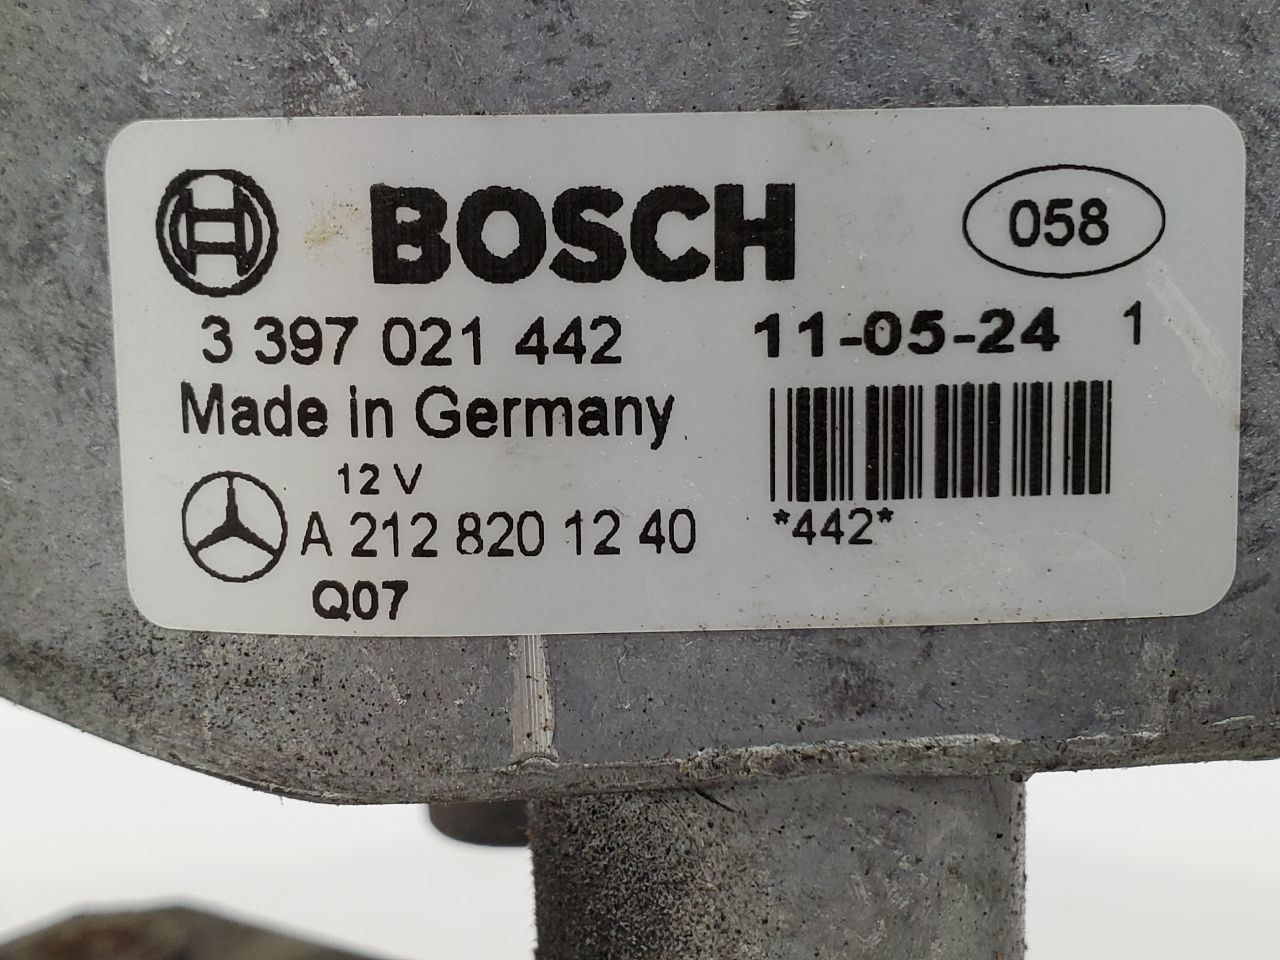 BOSCH
058
3 397 021 442
11-05-24 1
Made in Germany
12 V
A 212 820 12 40
*442*
Q07